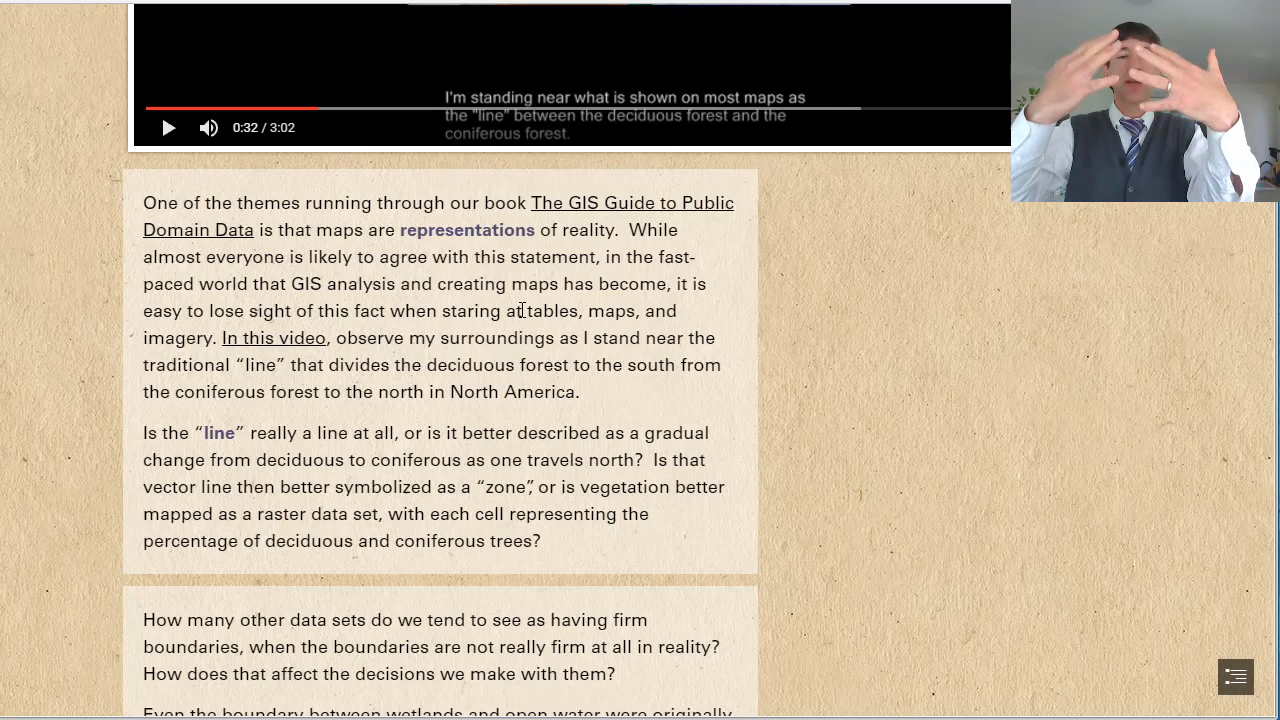 I'm standing near what is shown on most maps as
the "line" between the deciduous forest and the
coniferous forest.
0:32 / 3:02
One of the themes running through our book The GIS Guide to Public
Domain Data is that maps are representations of reality.  While
almost everyone is likely to agree with this statement, in the fast-
paced world that GIS analysis and creating maps has become, it is
easy to lose sight of this fact when staring at tables, maps, and
imagery. In this video, observe my surroundings as I stand near the
traditional “line” that divides the deciduous forest to the south from
the coniferous forest to the north in North America.
Is the “line” really a line at all, or is it better described as a gradual
change from deciduous to coniferous as one travels north?  Is that
vector line then better symbolized as a “zone”, or is vegetation better
mapped as a raster data set, with each cell representing the
percentage of deciduous and coniferous trees?
How many other data sets do we tend to see as having firm
boundaries, when the boundaries are not really firm at all in reality?
How does that affect the decisions we make with them?
Even the boundary between wetlands and open water were originally